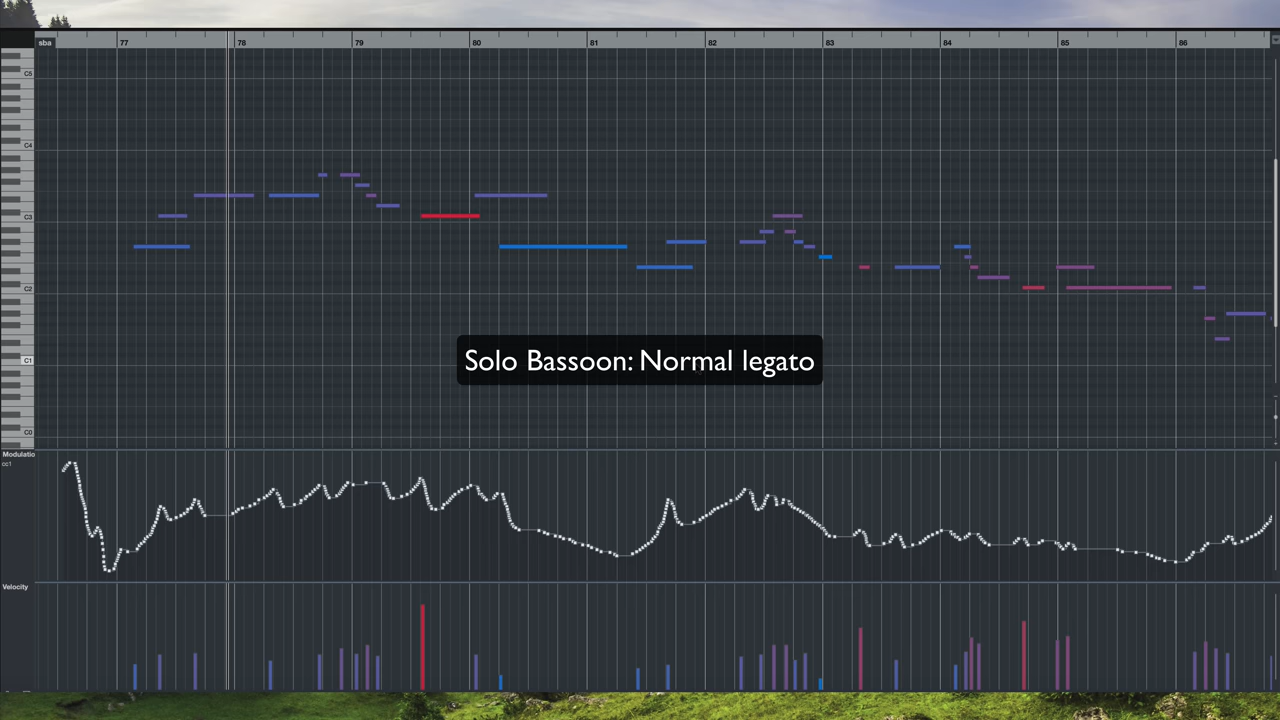 sba 77 78 79 80 81 82 83 84 85 86
C5
C4
C3
C2
Solo Bassoon: Normal legato
C1
C0
Modulatio
cc1
Velocity